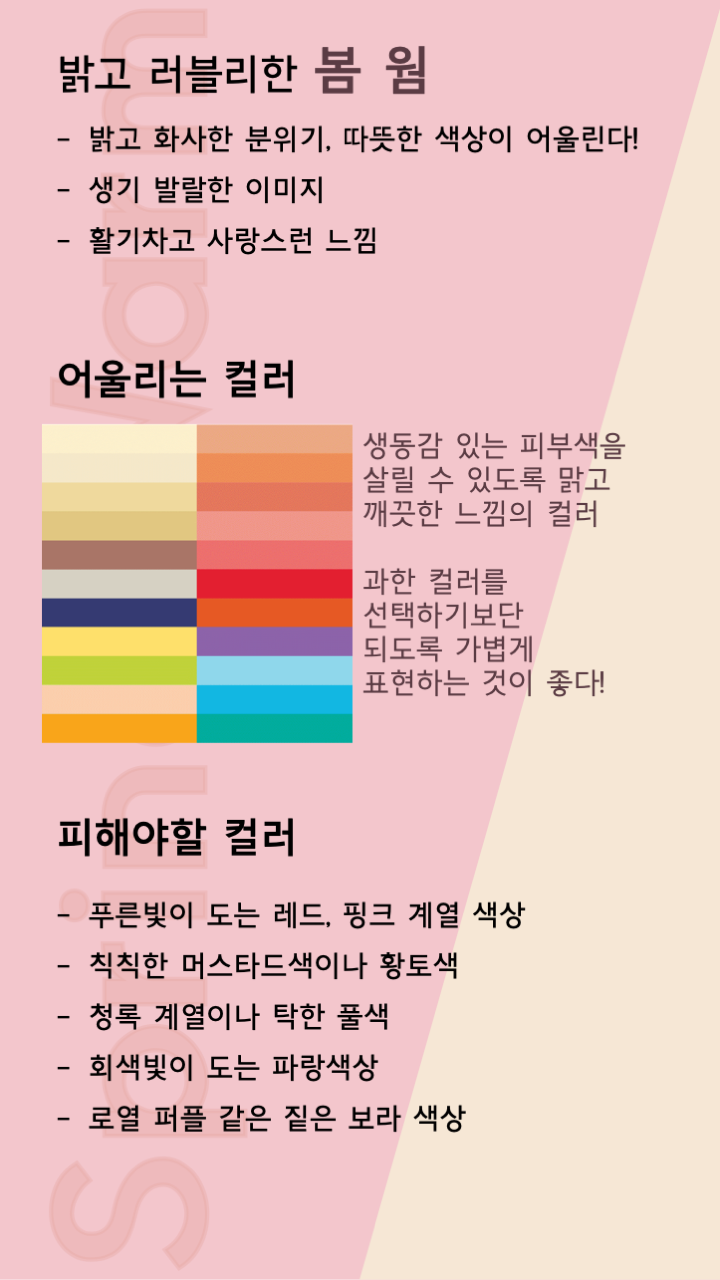 밝고 러블리한 봄 웜
- 밝고 화사한 분위기, 따뜻한 색상이 어울린다!
- 생기 발랄한 이미지
- 활기차고 사랑스런 느낌
어울리는 컬러
생동감 있는 피부색을
살릴 수 있도록 맑고
깨끗한 느낌의 컬러
과한 컬러를
선택하기보단
되도록 가볍게
표현하는 것이 좋다!
피해야할 컬러
- 푸른빛이 도는 레드, 핑크 계열 색상
- 칙칙한 머스타드색이나 황토색
- 청록 계열이나 탁한 풀색
- 회색빛이 도는 파랑색상
- 로열 퍼플 같은 짙은 보라 색상
Spring Warm